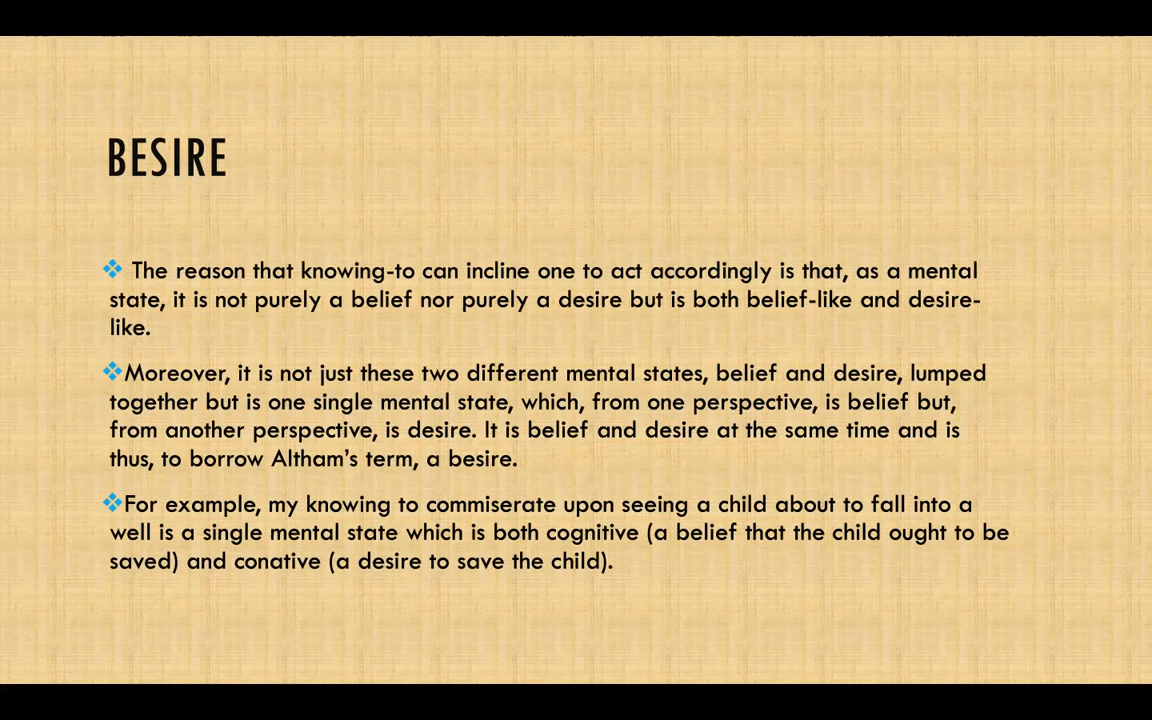 BESIRE
❖ The reason that knowing-to can incline one to act accordingly is that, as a mental
state, it is not purely a belief nor purely a desire but is both belief-like and desire-
like.
❖Moreover, it is not just these two different mental states, belief and desire, lumped
together but is one single mental state, which, from one perspective, is belief but,
from another perspective, is desire. It is belief and desire at the same time and is
thus, to borrow Altham’s term, a besire.
❖For example, my knowing to commiserate upon seeing a child about to fall into a
well is a single mental state which is both cognitive (a belief that the child ought to be
saved) and conative (a desire to save the child).